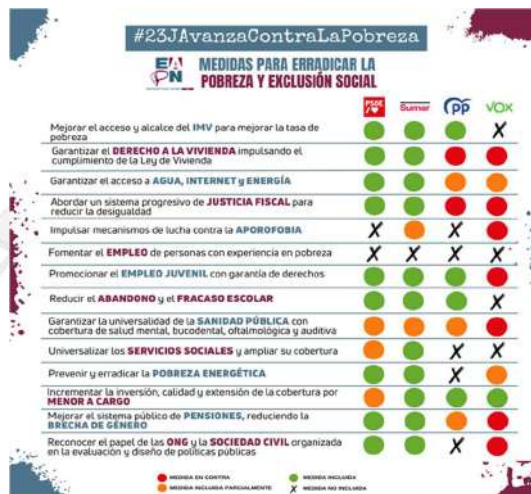 #23JAvanzaContraLaPobreza
EAPN
MEDIDAS PARA ERRADICAR LA
POBREZA Y EXCLUSIÓN SOCIAL
PSOE Sumar PP VOX
Mejorar el acceso y alcance del IMV para mejorar la tasa de
pobreza
X
Garantizar el DERECHO A LA VIVIENDA impulsando el
cumplimiento de la Ley de Vivienda
Garantizar el acceso a AGUA, INTERNET y ENERGÍA
Abordar un sistema progresivo de JUSTICIA FISCAL para
reducir la desigualdad
Impulsar mecanismos de lucha contra la APOROFOBIA X X
Fomentar el EMPLEO de personas con experiencia en pobreza X X X X
Promocionar el EMPLEO JUVENIL con garantía de derechos
Reducir el ABANDONO y el FRACASO ESCOLAR X
Garantizar la universalidad de la SANIDAD PÚBLICA con
cobertura de salud mental, bucodental, oftalmológica y auditiva
Universalizar los SERVICIOS SOCIALES y ampliar su cobertura X X
Prevenir y erradicar la POBREZA ENERGÉTICA X
Incrementar la inversión, calidad y extensión de la cobertura por
MENOR A CARGO
Mejorar el sistema público de PENSIONES, reduciendo la
BRECHA DE GÉNERO
Reconocer el papel de las ONG y la SOCIEDAD CIVIL organizada
en la evaluación y diseño de políticas públicas X
MEDIDA EN CONTRA MEDIDA INCLUIDA
MEDIDA INCLUIDA PARCIALMENTE X MEDIDA NO INCLUIDA